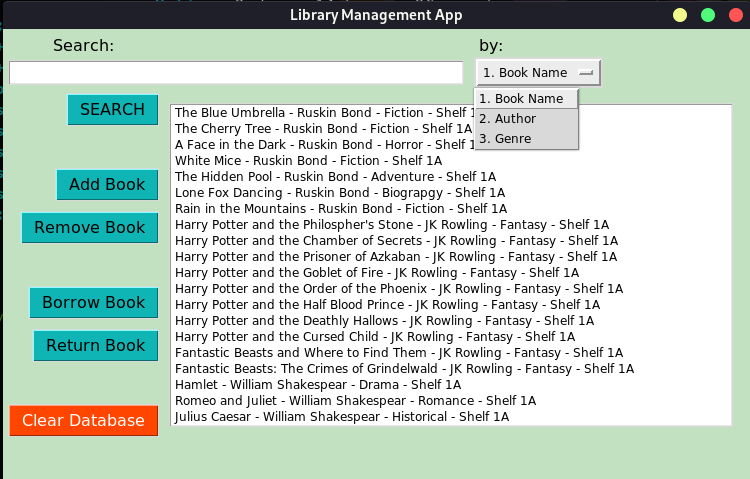 Library Management App
Search:
by:
1. Book Name
1. Book Name
2. Author
3. Genre
SEARCH
Add Book
Remove Book
Borrow Book
Return Book
Clear Database
The Blue Umbrella - Ruskin Bond - Fiction - Shelf 1
The Cherry Tree - Ruskin Bond - Fiction - Shelf 1A
A Face in the Dark - Ruskin Bond - Horror - Shelf 1
White Mice - Ruskin Bond - Fiction - Shelf 1A
The Hidden Pool - Ruskin Bond - Adventure - Shelf 1A
Lone Fox Dancing - Ruskin Bond - Biograpgy - Shelf 1A
Rain in the Mountains - Ruskin Bond - Fiction - Shelf 1A
Harry Potter and the Philospher's Stone - JK Rowling - Fantasy - Shelf 1A
Harry Potter and the Chamber of Secrets - JK Rowling - Fantasy - Shelf 1A
Harry Potter and the Prisoner of Azkaban - JK Rowling - Fantasy - Shelf 1A
Harry Potter and the Goblet of Fire - JK Rowling - Fantasy - Shelf 1A
Harry Potter and the Order of the Phoenix - JK Rowling - Fantasy - Shelf 1A
Harry Potter and the Half Blood Prince - JK Rowling - Fantasy - Shelf 1A
Harry Potter and the Deathly Hallows - JK Rowling - Fantasy - Shelf 1A
Harry Potter and the Cursed Child - JK Rowling - Fantasy - Shelf 1A
Fantastic Beasts and Where to Find Them - JK Rowling - Fantasy - Shelf 1A
Fantastic Beasts: The Crimes of Grindelwald - JK Rowling - Fantasy - Shelf 1A
Hamlet - William Shakespear - Drama - Shelf 1A
Romeo and Juliet - William Shakespear - Romance - Shelf 1A
Julius Caesar - William Shakespear - Historical - Shelf 1A